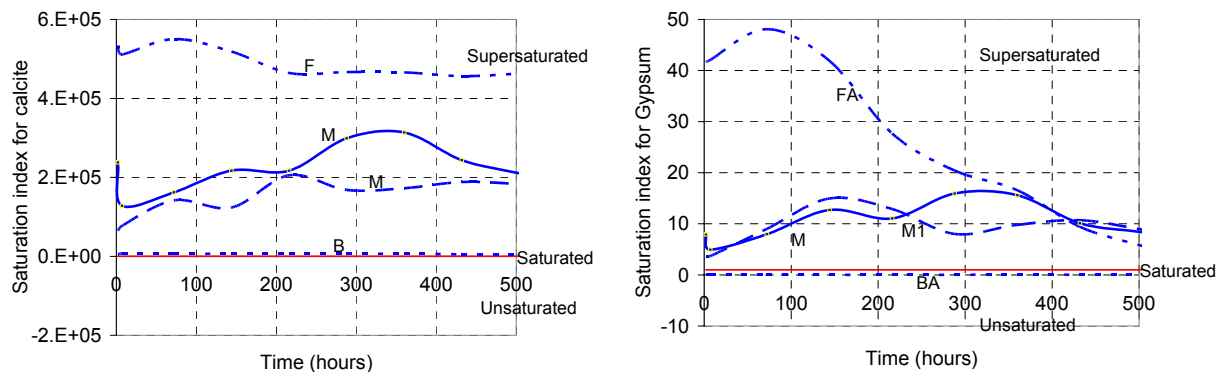 6.E+05
4.E+05
2.E+05
0.E+00
-2.E+05
Saturation index for calcite
0 100 200 300 400 500
Time (hours)
Supersaturated
F
M
M
B
Saturated
Unsaturated
50
40
30
20
10
0
-10
Saturation index for Gypsum
0 100 200 300 400 500
Time (hours)
Supersaturated
FA
M
M1
BA
Saturated
Unsaturated